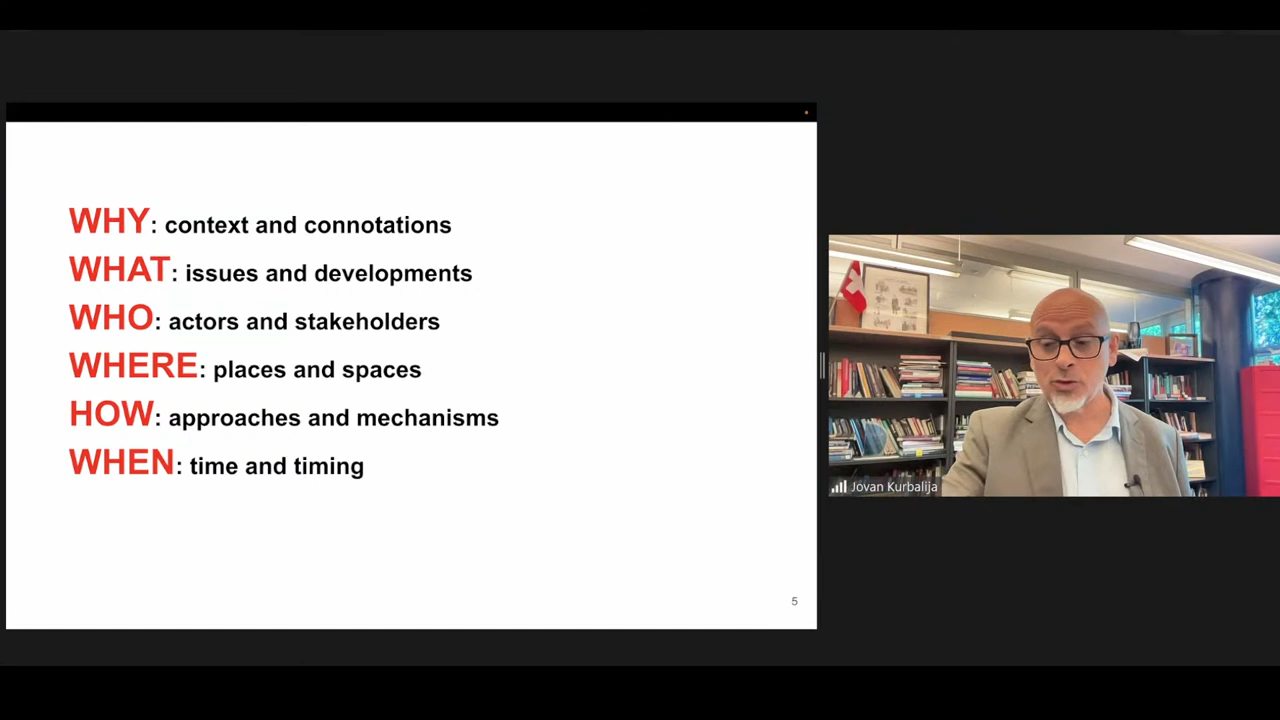 WHY: context and connotations
WHAT: issues and developments
WHO: actors and stakeholders
WHERE: places and spaces
HOW: approaches and mechanisms
WHEN: time and timing
5
Jovan Kurbalija